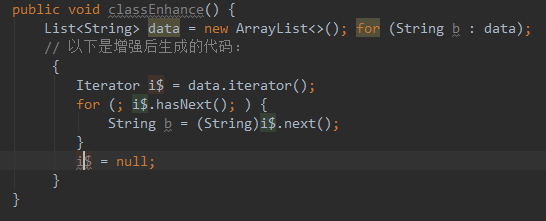 public void classEnhance() {
List<String> data = new ArrayList<>(); for (String b : data);
// 以下是增强后生成的代码:
{
Iterator i$ = data.iterator();
for (; i$.hasNext(); ) {
String b = (String)i$.next();
}
i$ = null;
}
}